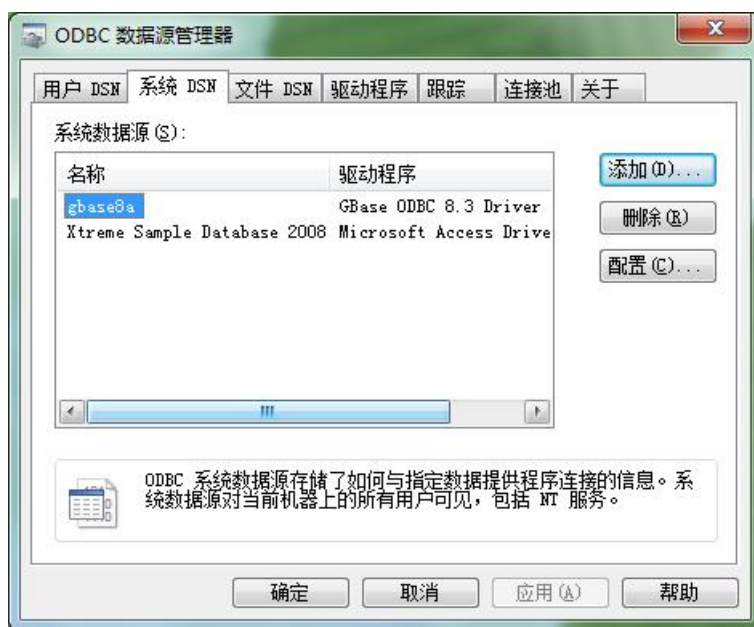 ODBC 数据源管理器
用户 DSN 系统 DSN 文件 DSN 驱动程序 跟踪 连接池 关于
系统数据源(S):
名称 驱动程序
添加(D)...
gbase8a GBase ODBC 8.3 Driver
删除(R)
Xtreme Sample Database 2008 Microsoft Access Drive
配置(C)...
ODBC 系统数据源存储了如何与指定数据提供程序连接的信息。系
统数据源对当前机器上的所有用户可见，包括 NT 服务。
确定 取消 应用(A) 帮助